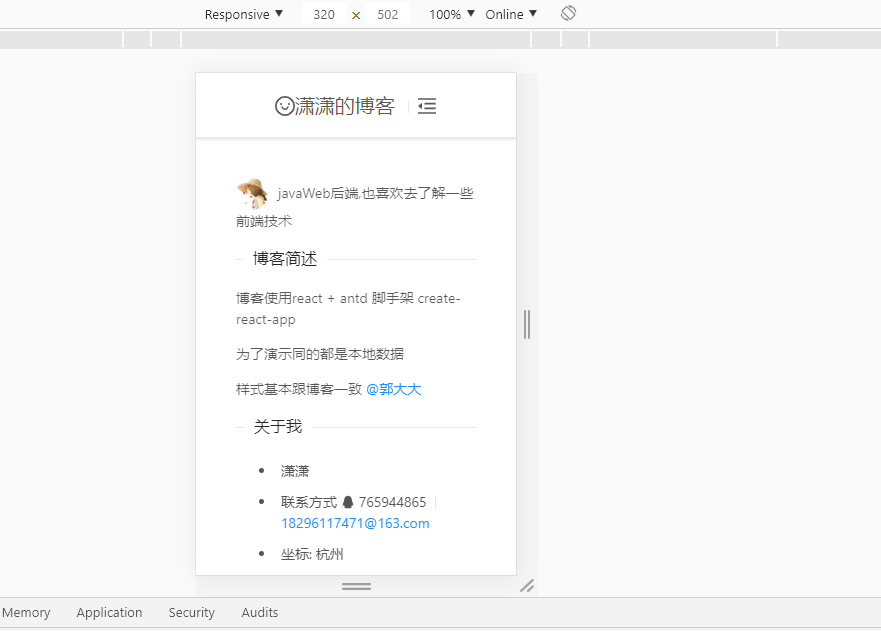 Responsive ▼ 320 × 502 100% ▼ Online ▼
潇潇的博客
javaWeb后端,也喜欢去了解一些
前端技术
博客简述
博客使用react + antd 脚手架 create-
react-app
为了演示同的都是本地数据
样式基本跟博客一致 @郭大大
关于我
• 潇潇
• 联系方式 765944865
18296117471@163.com
• 坐标: 杭州
Memory Application Security Audits